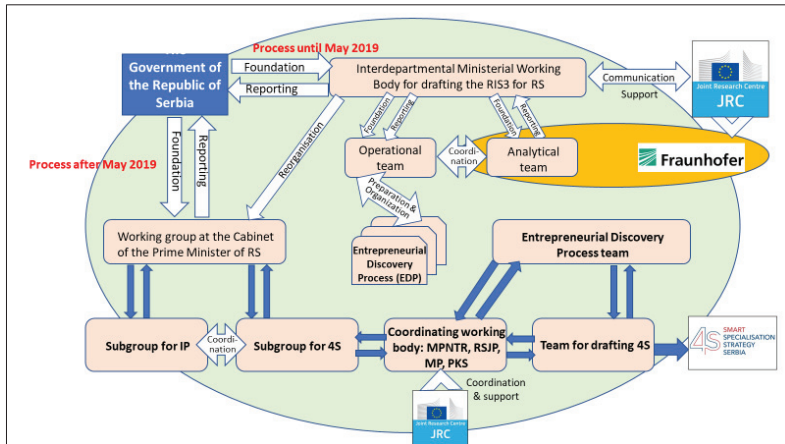 Process until May 2019
The
Government of
the Republic of
Serbia
Foundation
Reporting
Interdepartmental Ministerial Working
Body for drafting the RIS3 for RS
Communication
Support
Joint Research Centre
JRC
Process after May 2019
Foundation
Reporting
Reorganisation
Foundation
Reporting
Foundation
Reporting
Operational
team
Coordi-
nation
Analytical
team
Fraunhofer
Preparation &
Organization
Working group at the Cabinet
of the Prime Minister of RS
Entrepreneurial
Discovery
Process (EDP)
Entrepreneurial Discovery
Process team
Subgroup for IP
Coordi-
nation
Subgroup for 4S
Coordinating working
body: MPNTR, RSJP,
MP, PKS
Team for drafting 4S
4S
SMART
SPECIALISATION
STRATEGY
SERBIA
Coordination
& support
Joint Research Centre
JRC